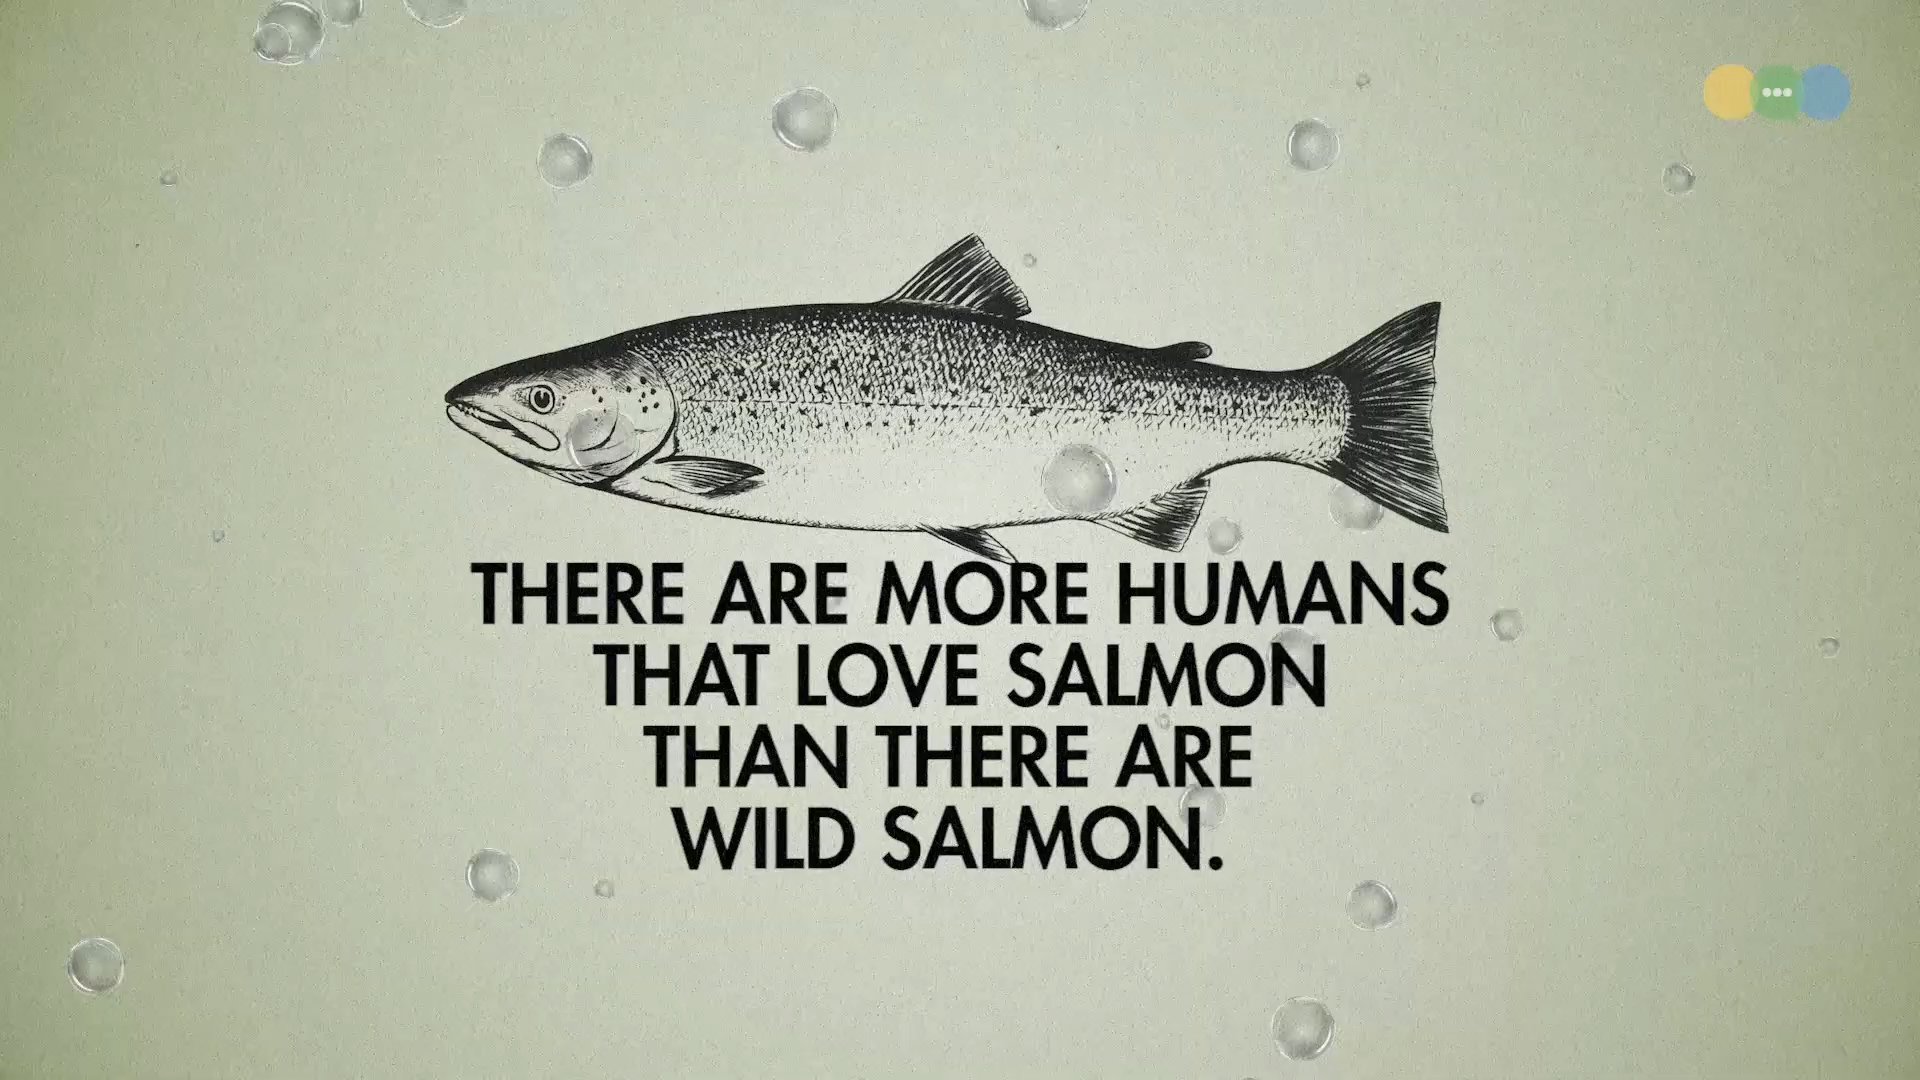 THERE ARE MORE HUMANS
THAT LOVE SALMON
THAN THERE ARE
WILD SALMON.